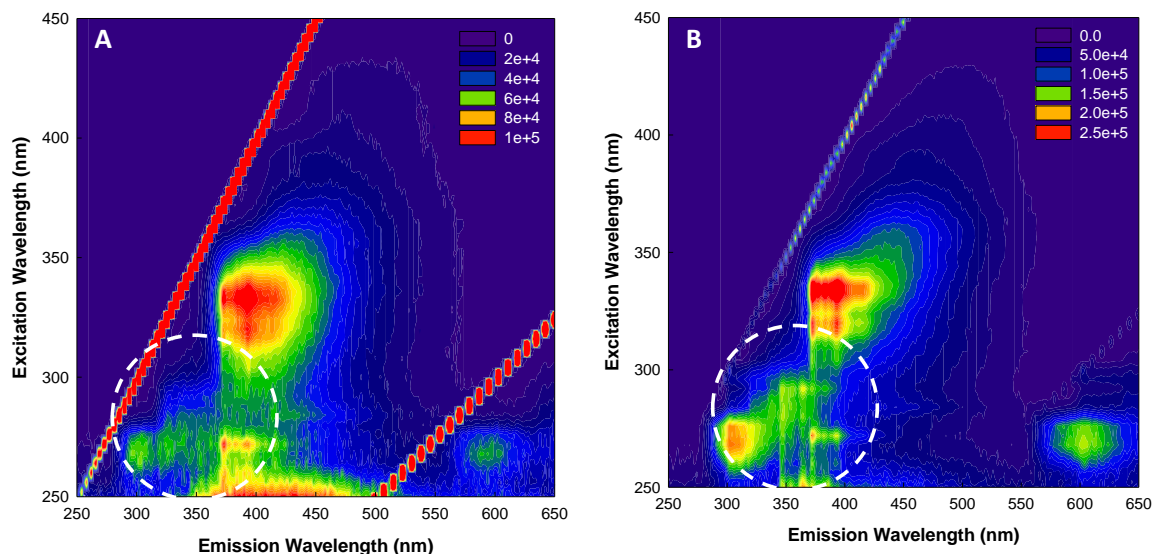 A
0
2e+4
4e+4
6e+4
8e+4
1e+5
450
400
350
300
250
Excitation Wavelength (nm)
250 300 350 400 450 500 550 600 650
Emission Wavelength (nm)
B
0.0
5.0e+4
1.0e+5
1.5e+5
2.0e+5
2.5e+5
450
400
350
300
250
Excitation Wavelength (nm)
250 300 350 400 450 500 550 600 650
Emission Wavelength (nm)